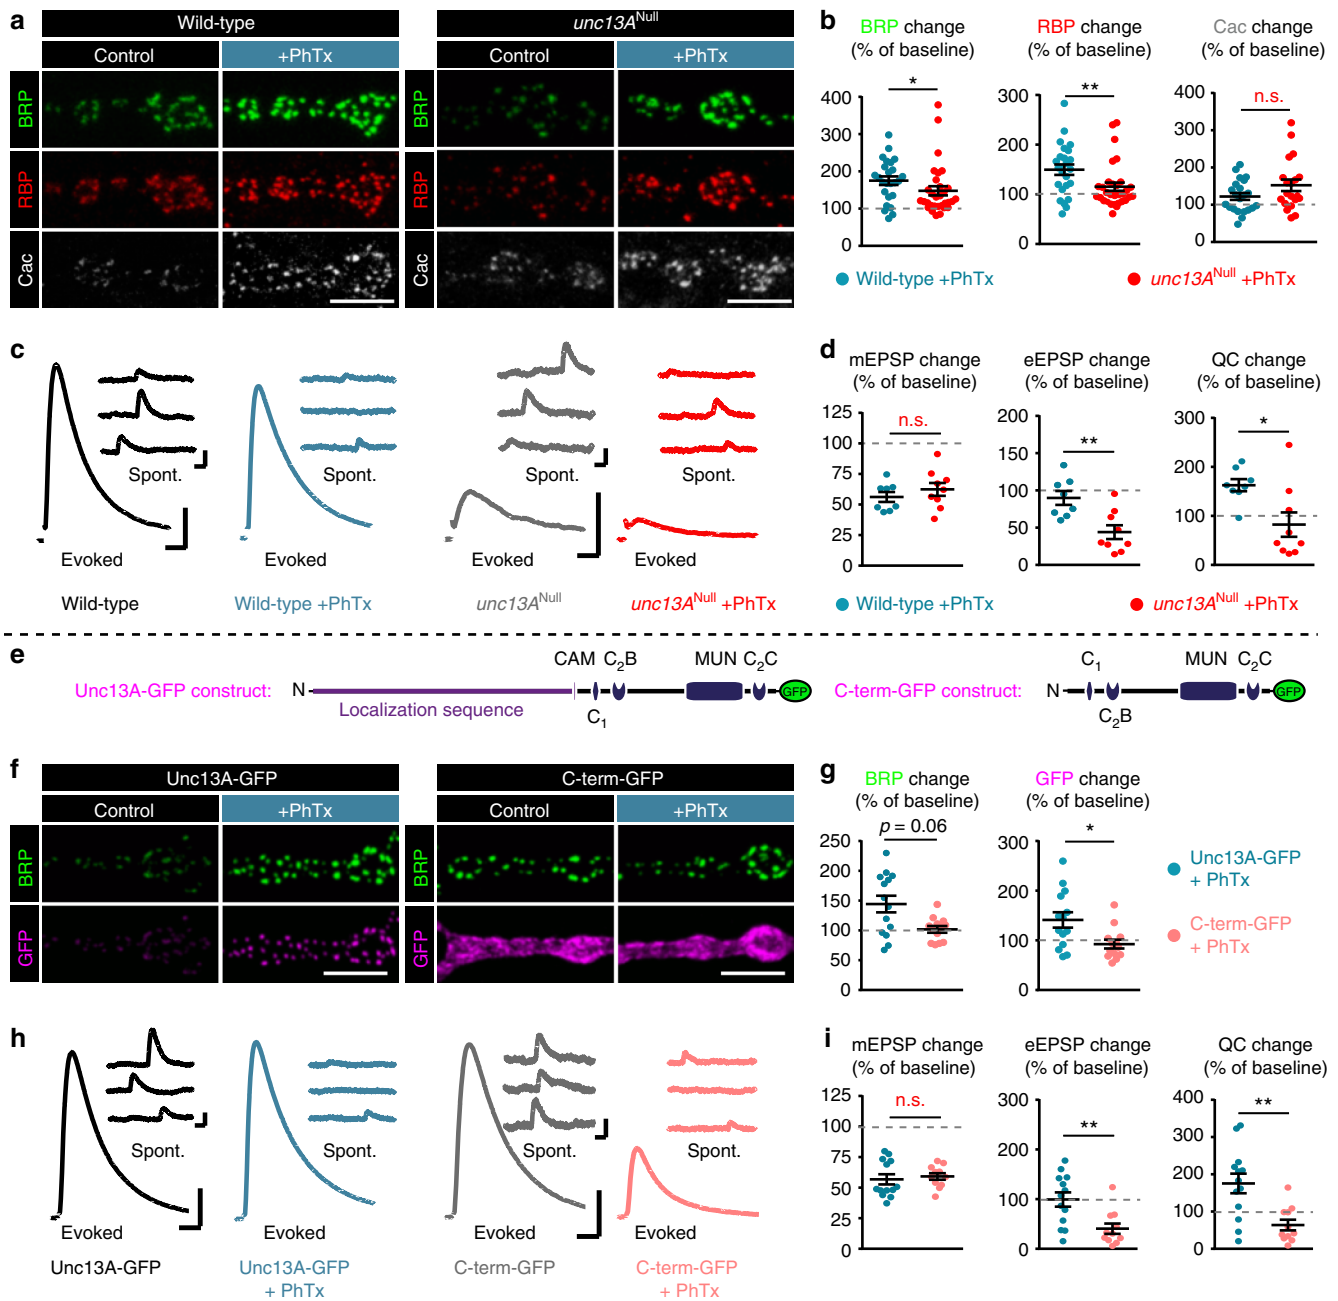 a
Wild-type
unc13A^Null
Control
+PhTx
Control
+PhTx
BRP
BRP
RBP
RBP
Cac
Cac
b
BRP change
(% of baseline)
RBP change
(% of baseline)
Cac change
(% of baseline)
400
300
200
100
0
*
300
200
100
0
**
400
300
200
100
0
n.s.
Wild-type +PhTx
unc13A^Null +PhTx
c
Spont.
Evoked
Wild-type
Spont.
Evoked
Wild-type +PhTx
Spont.
Evoked
unc13A^Null
Spont.
Evoked
unc13A^Null +PhTx
d
mEPSP change
(% of baseline)
eEPSP change
(% of baseline)
QC change
(% of baseline)
125
100
75
50
25
0
n.s.
200
150
100
50
0
**
300
200
100
0
*
Wild-type +PhTx
unc13A^Null +PhTx
e
Unc13A-GFP construct:
N
Localization sequence
CAM
C1
C2B
MUN
C2C
GFP
C-term-GFP construct:
N
C1
C2B
MUN
C2C
GFP
f
Unc13A-GFP
C-term-GFP
Control
+PhTx
Control
+PhTx
BRP
BRP
GFP
GFP
g
BRP change
(% of baseline)
GFP change
(% of baseline)
250
200
150
100
50
0
p = 0.06
300
200
100
0
*
Unc13A-GFP
+ PhTx
C-term-GFP
+ PhTx
h
Spont.
Evoked
Unc13A-GFP
Spont.
Evoked
Unc13A-GFP
+ PhTx
Spont.
Evoked
C-term-GFP
Spont.
Evoked
C-term-GFP
+ PhTx
i
mEPSP change
(% of baseline)
eEPSP change
(% of baseline)
QC change
(% of baseline)
125
100
75
50
25
0
n.s.
300
200
100
0
**
400
300
200
100
0
**